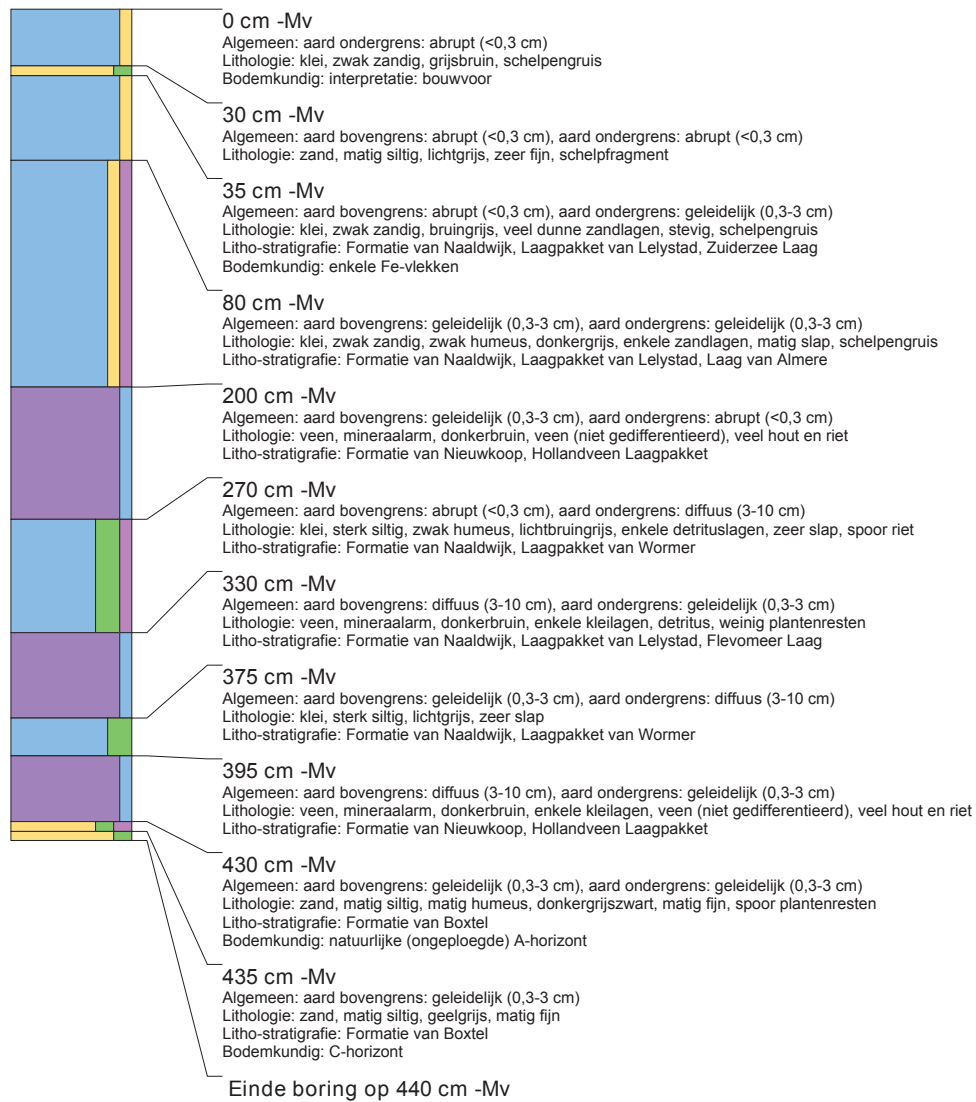 0 cm -Mv
Algemeen: aard ondergrens: abrupt (<0,3 cm)
Lithologie: klei, zwak zandig, grijsbruin, schelpengruis
Bodemkundig: interpretatie: bouwvoor
30 cm -Mv
Algemeen: aard bovengrens: abrupt (<0,3 cm), aard ondergrens: abrupt (<0,3 cm)
Lithologie: zand, matig siltig, lichtgrijs, zeer fijn, schelpfragment
35 cm -Mv
Algemeen: aard bovengrens: abrupt (<0,3 cm), aard ondergrens: geleidelijk (0,3-3 cm)
Lithologie: klei, zwak zandig, bruingrijs, veel dunne zandlagen, stevig, schelpengruis
Litho-stratigrafie: Formatie van Naaldwijk, Laagpakket van Lelystad, Zuiderzee Laag
Bodemkundig: enkele Fe-vlekken
80 cm -Mv
Algemeen: aard bovengrens: geleidelijk (0,3-3 cm), aard ondergrens: geleidelijk (0,3-3 cm)
Lithologie: klei, zwak zandig, zwak humeus, donkergrijs, enkele zandlagen, matig slap, schelpengruis
Litho-stratigrafie: Formatie van Naaldwijk, Laagpakket van Lelystad, Laag van Almere
200 cm -Mv
Algemeen: aard bovengrens: geleidelijk (0,3-3 cm), aard ondergrens: abrupt (<0,3 cm)
Lithologie: veen, mineraalarm, donkerbruin, veen (niet gedifferentieerd), veel hout en riet
Litho-stratigrafie: Formatie van Nieuwkoop, Hollandveen Laagpakket
270 cm -Mv
Algemeen: aard bovengrens: abrupt (<0,3 cm), aard ondergrens: diffuus (3-10 cm)
Lithologie: klei, sterk siltig, zwak humeus, lichtbruingrijs, enkele detrituslagen, zeer slap, spoor riet
Litho-stratigrafie: Formatie van Naaldwijk, Laagpakket van Wormer
330 cm -Mv
Algemeen: aard bovengrens: diffuus (3-10 cm), aard ondergrens: geleidelijk (0,3-3 cm)
Lithologie: veen, mineraalarm, donkerbruin, enkele kleilagen, detritus, weinig plantenresten
Litho-stratigrafie: Formatie van Naaldwijk, Laagpakket van Lelystad, Flevomeer Laag
375 cm -Mv
Algemeen: aard bovengrens: geleidelijk (0,3-3 cm), aard ondergrens: diffuus (3-10 cm)
Lithologie: klei, sterk siltig, lichtgrijs, zeer slap
Litho-stratigrafie: Formatie van Naaldwijk, Laagpakket van Wormer
395 cm -Mv
Algemeen: aard bovengrens: diffuus (3-10 cm), aard ondergrens: geleidelijk (0,3-3 cm)
Lithologie: veen, mineraalarm, donkerbruin, enkele kleilagen, veen (niet gedifferentieerd), veel hout en riet
Litho-stratigrafie: Formatie van Nieuwkoop, Hollandveen Laagpakket
430 cm -Mv
Algemeen: aard bovengrens: geleidelijk (0,3-3 cm), aard ondergrens: geleidelijk (0,3-3 cm)
Lithologie: zand, matig siltig, matig humeus, donkergrijszwart, matig fijn, spoor plantenresten
Litho-stratigrafie: Formatie van Boxtel
Bodemkundig: natuurlijke (ongeploegde) A-horizont
435 cm -Mv
Algemeen: aard bovengrens: geleidelijk (0,3-3 cm)
Lithologie: zand, matig siltig, geelgrijs, matig fijn
Litho-stratigrafie: Formatie van Boxtel
Bodemkundig: C-horizont
Einde boring op 440 cm -Mv